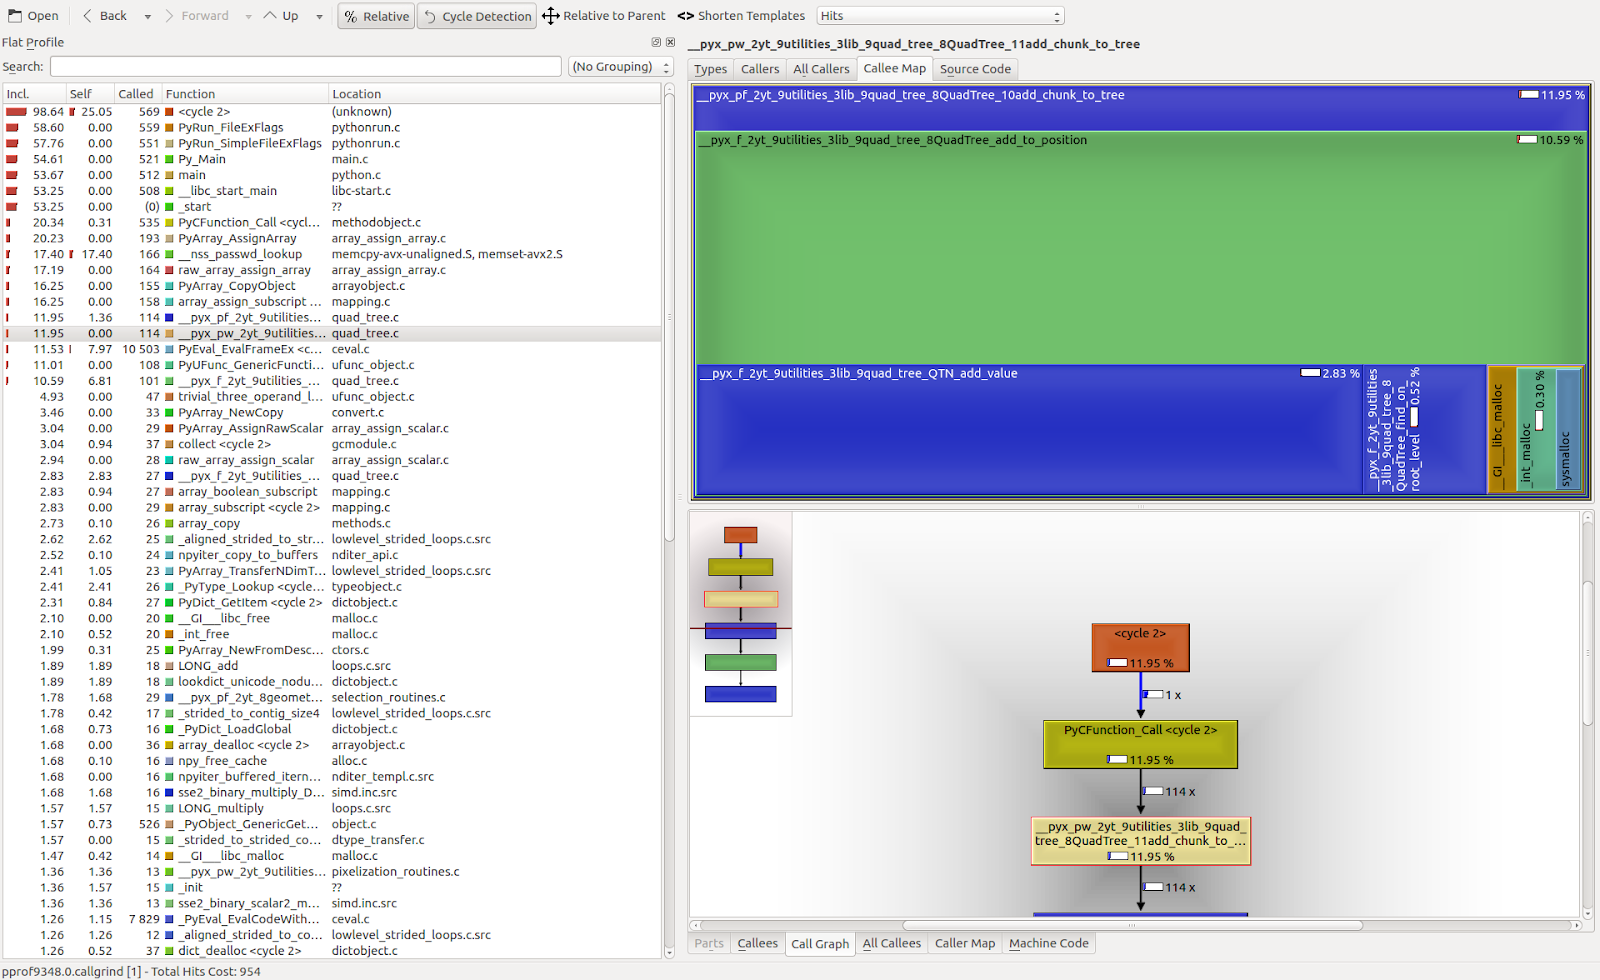 Open Back Forward Up % Relative Cycle Detection Relative to Parent <> Shorten Templates Hits
Flat Profile
Search: (No Grouping)
Incl. Self Called Function Location
98.64 25.05 569 <cycle 2> (unknown)
58.60 0.00 559 PyRun_FileExFlags pythonrun.c
57.76 0.00 551 PyRun_SimpleFileExFlags pythonrun.c
54.61 0.00 521 Py_Main main.c
53.67 0.00 512 main python.c
53.25 0.00 508 __libc_start_main libc-start.c
53.25 0.00 (0) _start ??
20.34 0.31 535 PyCFunction_Call <cycl... methodobject.c
20.23 0.00 193 PyArray_AssignArray array_assign_array.c
17.40 17.40 166 __nss_passwd_lookup memcpy-avx-unaligned.S, memset-avx2.S
17.19 0.00 164 raw_array_assign_array array_assign_array.c
16.25 0.00 155 PyArray_CopyObject arrayobject.c
16.25 0.00 158 array_assign_subscript ... mapping.c
11.95 1.36 114 __pyx_pf_2yt_9utilities... quad_tree.c
11.95 0.00 114 __pyx_pw_2yt_9utilities... quad_tree.c
11.53 7.97 10 503 PyEval_EvalFrameEx <c... ceval.c
11.01 0.00 108 PyUFunc_GenericFuncti... ufunc_object.c
10.59 6.81 101 __pyx_f_2yt_9utilities_... quad_tree.c
4.93 0.00 47 trivial_three_operand_l... ufunc_object.c
3.46 0.00 33 PyArray_NewCopy convert.c
3.04 0.00 29 PyArray_AssignRawScalar array_assign_scalar.c
3.04 0.94 37 collect <cycle 2> gcmodule.c
2.94 0.00 28 raw_array_assign_scalar array_assign_scalar.c
2.83 2.83 27 __pyx_f_2yt_9utilities_... quad_tree.c
2.83 0.94 27 array_boolean_subscript mapping.c
2.83 0.00 29 array_subscript <cycle 2> mapping.c
2.73 0.10 26 array_copy methods.c
2.62 2.62 25 _aligned_strided_to_str... lowlevel_strided_loops.c.src
2.52 0.10 24 npyiter_copy_to_buffers nditer_api.c
2.41 1.05 23 PyArray_TransferNDimT... lowlevel_strided_loops.c.src
2.41 2.41 26 _PyType_Lookup <cycle... typeobject.c
2.31 0.84 27 PyDict_GetItem <cycle 2> dictobject.c
2.10 0.00 20 __GI___libc_free malloc.c
2.10 0.52 20 _int_free malloc.c
1.99 0.31 25 PyArray_NewFromDesc... ctors.c
1.89 1.89 18 LONG_add loops.c.src
1.89 1.89 18 lookdict_unicode_nodu... dictobject.c
1.78 1.68 29 __pyx_pf_2yt_8geomet... selection_routines.c
1.78 0.42 17 _strided_to_contig_size4 lowlevel_strided_loops.c.src
1.68 0.73 16 _PyDict_LoadGlobal dictobject.c
1.68 0.00 36 array_dealloc <cycle 2> arrayobject.c
1.68 0.10 16 npy_free_cache alloc.c
1.68 0.00 16 npyiter_buffered_itern... nditer_templ.c.src
1.68 1.68 16 sse2_binary_multiply_D... simd.inc.src
1.57 1.57 15 LONG_multiply loops.c.src
1.57 0.73 526 _PyObject_GenericGet... object.c
1.57 0.00 15 _strided_to_strided_co... dtype_transfer.c
1.47 0.42 14 __GI___libc_malloc malloc.c
1.36 1.36 13 __pyx_pw_2yt_9utilities... pixelization_routines.c
1.36 1.57 15 _init ??
1.36 1.36 13 sse2_binary_scalar2_m... simd.inc.src
1.26 1.15 7 829 _PyEval_EvalCodeWith... ceval.c
1.26 1.26 12 _aligned_strided_to_co... lowlevel_strided_loops.c.src
1.26 0.52 37 dict_dealloc <cycle 2> dictobject.c
pprof9348.0.callgrind [1] - Total Hits Cost: 954
__pyx_pw_2yt_9utilities_3lib_9quad_tree_8QuadTree_11add_chunk_to_tree
Types Callers All Callers Callee Map Source Code
__pyx_pf_2yt_9utilities_3lib_9quad_tree_8QuadTree_10add_chunk_to_tree 11.95 %
__pyx_f_2yt_9utilities_3lib_9quad_tree_8QuadTree_add_to_position 10.59 %
__pyx_f_2yt_9utilities_3lib_9quad_tree_QTN_add_value 2.83 %
__pyx_f_2yt_9utilities
_3lib_9quad_tree_8
QuadTree_find_on_
root_level 0.52 %
__GI___libc_malloc
_int_malloc 0.30 %
sysmalloc
<cycle 2>
11.95 %
1 x
PyCFunction_Call <cycle 2>
11.95 %
114 x
__pyx_pw_2yt_9utilities_3lib_9quad_
tree_8QuadTree_11add_chunk_to_...
11.95 %
114 x
Parts Callees Call Graph All Callees Caller Map Machine Code